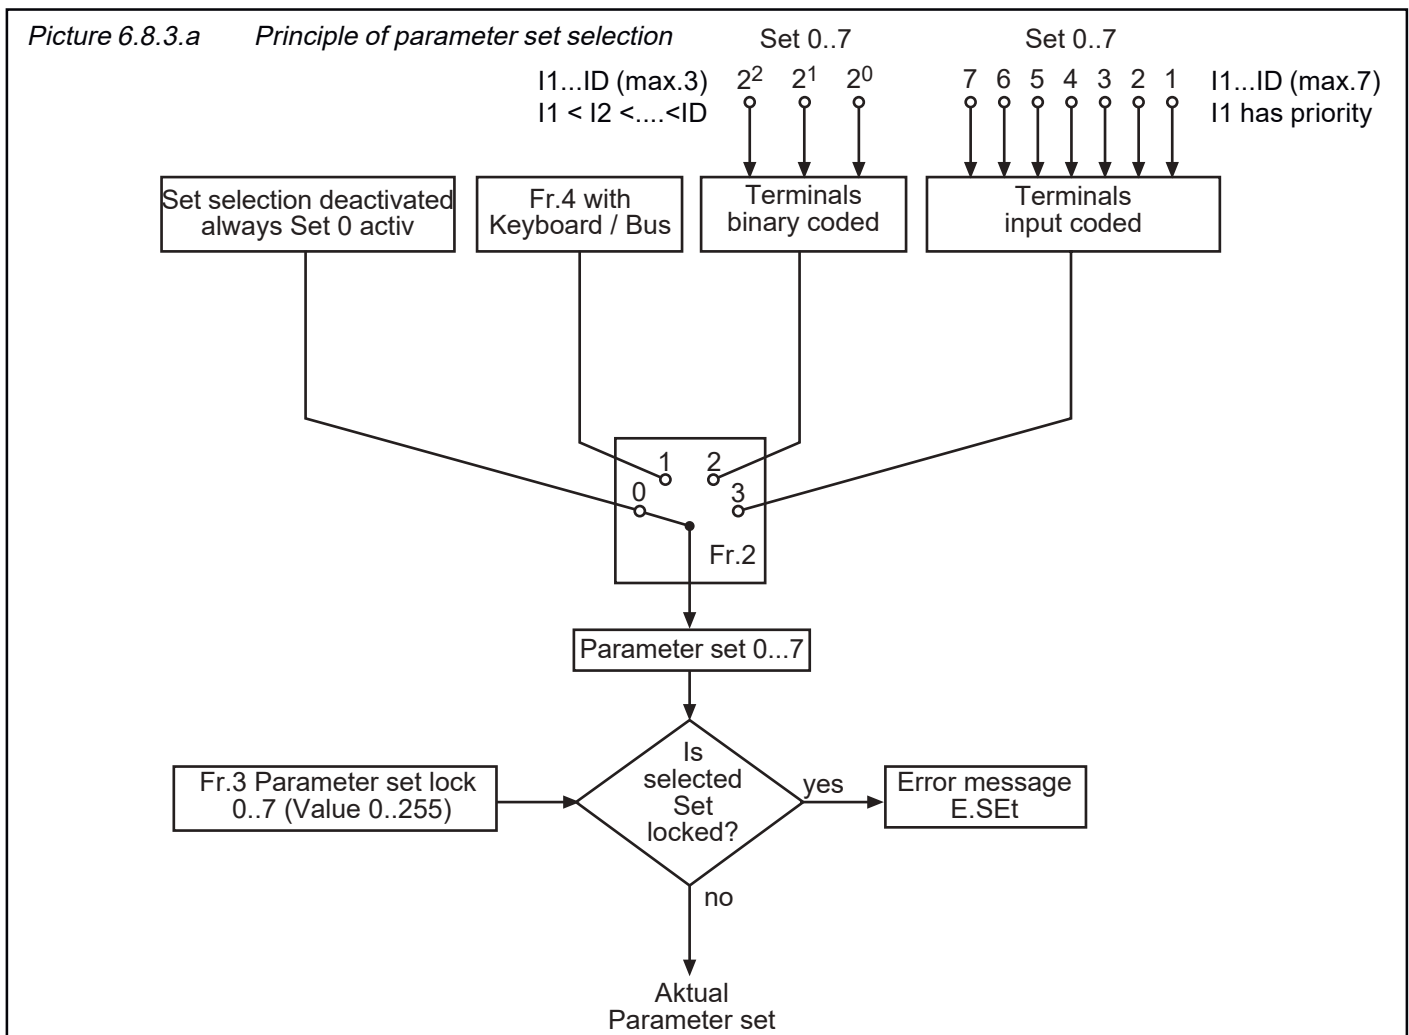 Picture 6.8.3.a Principle of parameter set selection
Set 0..7
Set 0..7
I1...ID (max.3)
I1 < I2 <....<ID
2² 2¹ 2⁰
7 6 5 4 3 2 1
I1...ID (max.7)
I1 has priority
Set selection deactivated
always Set 0 activ
Fr.4 with
Keyboard / Bus
Terminals
binary coded
Terminals
input coded
1 2
0 3
Fr.2
Parameter set 0...7
Is
selected
Set
locked?
Fr.3 Parameter set lock
0..7 (Value 0..255)
yes
Error message
E.SEt
no
Aktual
Parameter set